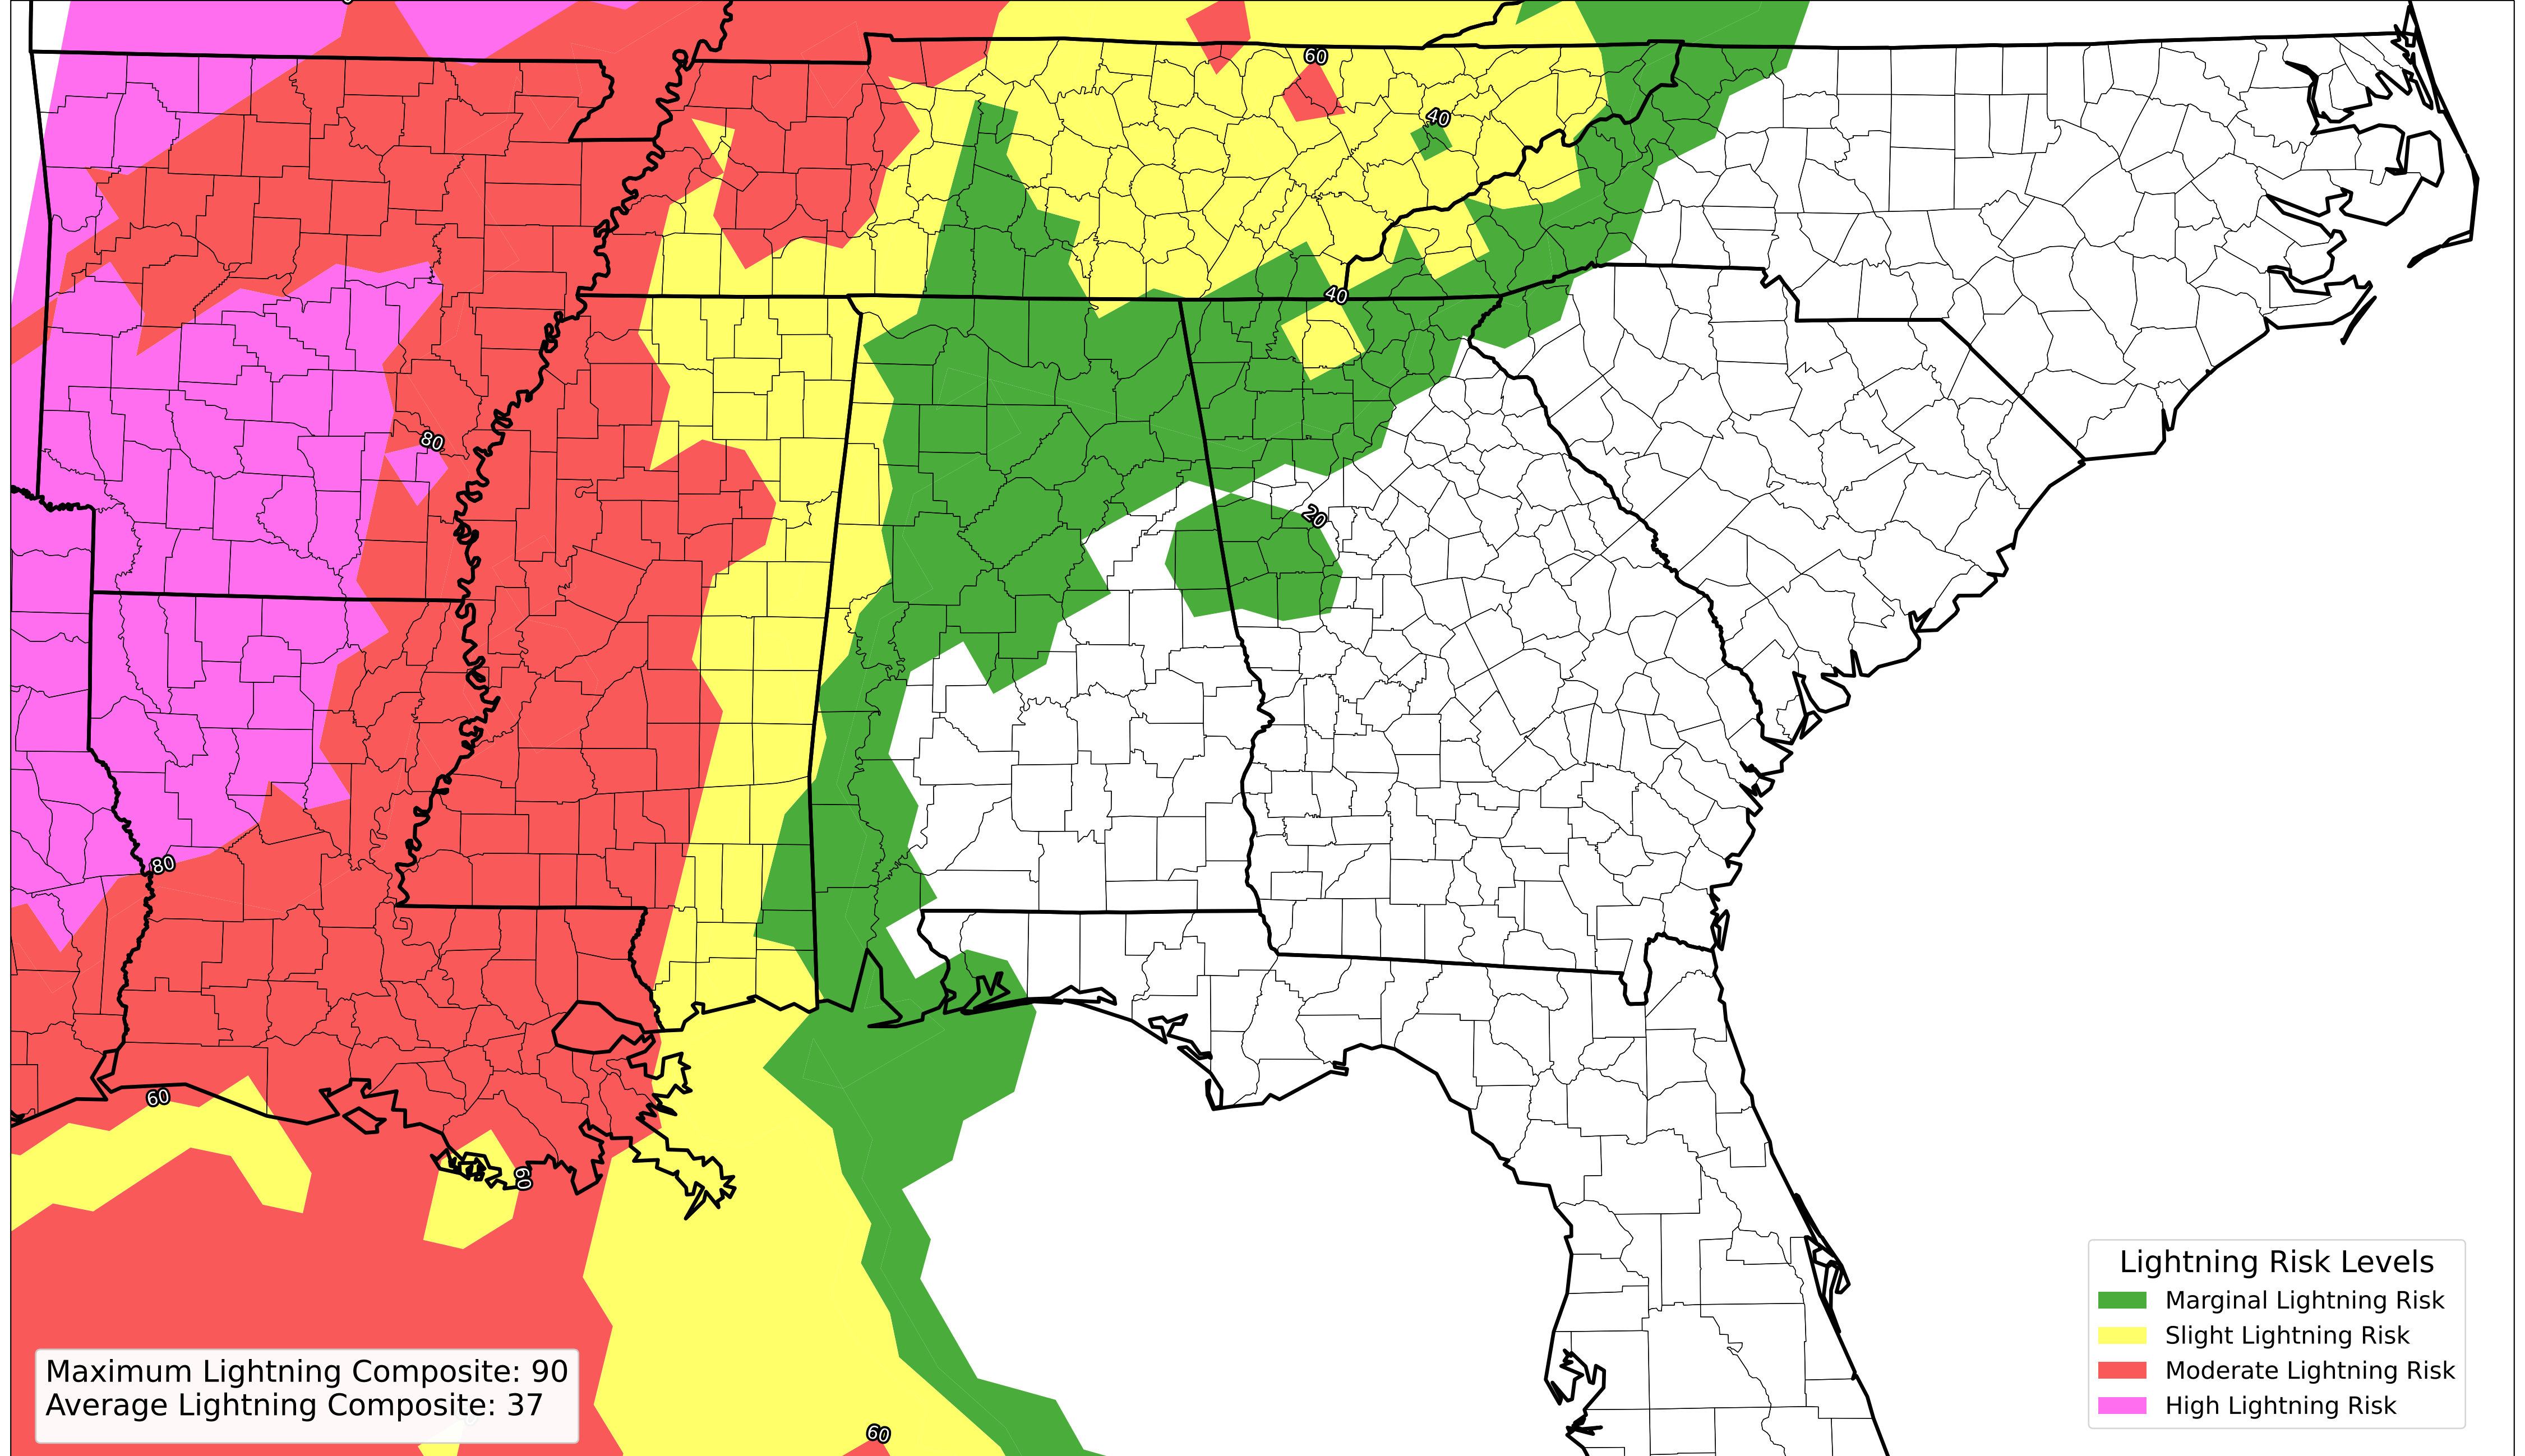 60
40
40
80
20
80
60
60
Lightning Risk Levels
Marginal Lightning Risk
Slight Lightning Risk
Moderate Lightning Risk
High Lightning Risk
Maximum Lightning Composite: 90
Average Lightning Composite: 37
60